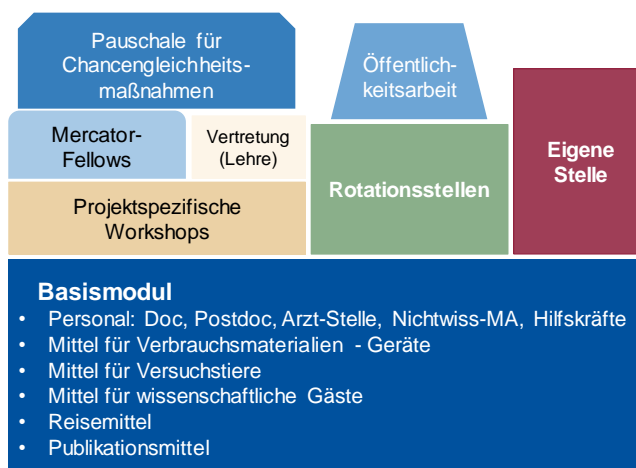 Pauschale für
Chancengleichheits-
maßnahmen
Öffentlich-
keitsarbeit
Mercator-
Fellows
Vertretung
(Lehre)
Eigene
Stelle
Rotationsstellen
Projektspezifische
Workshops
Basismodul
• Personal: Doc, Postdoc, Arzt-Stelle, Nichtwiss-MA, Hilfskräfte
• Mittel für Verbrauchsmaterialien - Geräte
• Mittel für Versuchstiere
• Mittel für wissenschaftliche Gäste
• Reisemittel
• Publikationsmittel